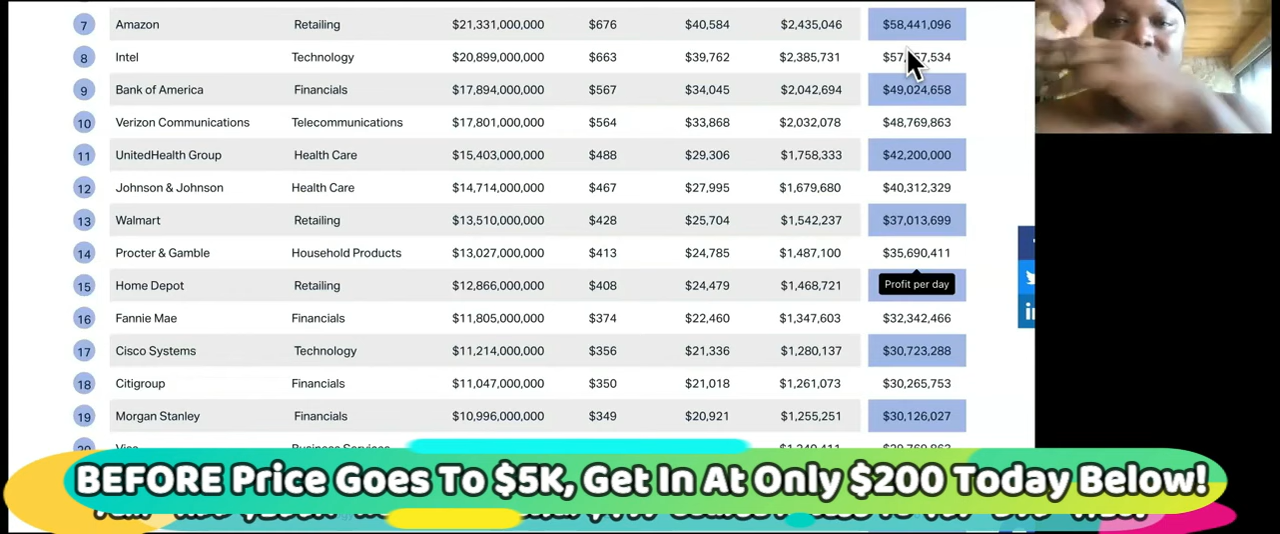 7 Amazon Retailing $21,331,000,000 $676 $40,584 $2,435,046 $58,441,096
8 Intel Technology $20,899,000,000 $663 $39,762 $2,385,731
9 Bank of America Financials $17,894,000,000 $567 $34,045 $2,042,694 $49,024,658
10 Verizon Communications Telecommunications $17,801,000,000 $564 $33,868 $2,032,078 $48,769,863
11 UnitedHealth Group Health Care $15,403,000,000 $488 $29,306 $1,758,333 $42,200,000
12 Johnson & Johnson Health Care $14,714,000,000 $467 $27,995 $1,679,680 $40,312,329
13 Walmart Retailing $13,510,000,000 $428 $25,704 $1,542,237 $37,013,699
14 Procter & Gamble Household Products $13,027,000,000 $413 $24,785 $1,487,100 $35,690,411
15 Home Depot Retailing $12,866,000,000 $408 $24,479 $1,468,721 Profit per day
16 Fannie Mae Financials $11,805,000,000 $374 $22,460 $1,347,603 $32,342,466
17 Cisco Systems Technology $11,214,000,000 $356 $21,336 $1,280,137 $30,723,288
18 Citigroup Financials $11,047,000,000 $350 $21,018 $1,261,073 $30,265,753
19 Morgan Stanley Financials $10,996,000,000 $349 $20,921 $1,255,251 $30,126,027
BEFORE Price Goes To $5K, Get In At Only $200 Today Below!